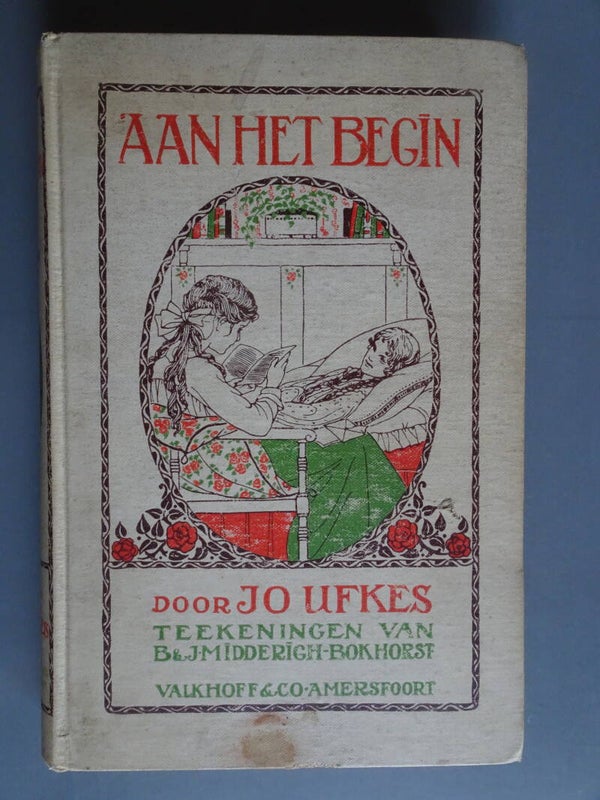 AAN HET BEGIN
DOOR JO UFKES
TEEKENINGEN VAN
B & J·MIDDERIGH-BOKHORST
VALKHOFF & CO·AMERSFOORT